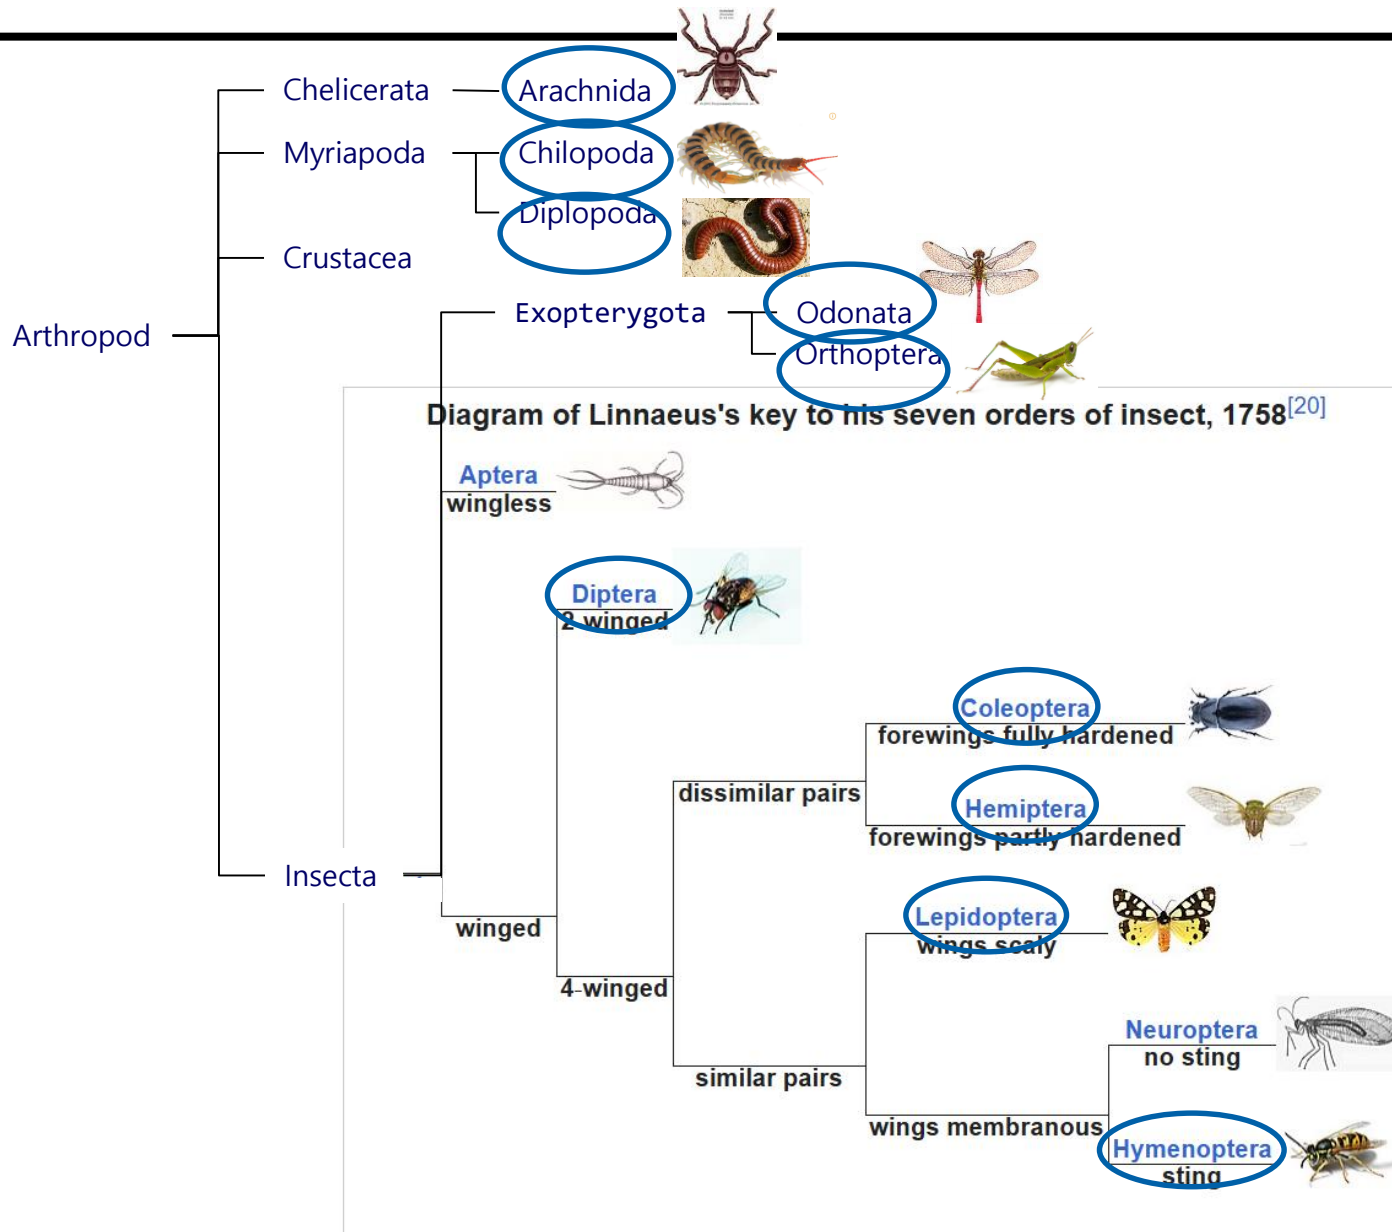 Chelicerata
Arachnida
Myriapoda
Chilopoda
Diplopoda
Crustacea
Exopterygota
Odonata
Arthropod
Orthoptera
Diagram of Linnaeus's key to his seven orders of insect, 1758[20]
Aptera
wingless
Diptera
2-winged
Coleoptera
forewings fully hardened
dissimilar pairs
Hemiptera
forewings partly hardened
Insecta
Lepidoptera
wings scaly
winged
4-winged
Neuroptera
no sting
similar pairs
wings membranous
Hymenoptera
sting